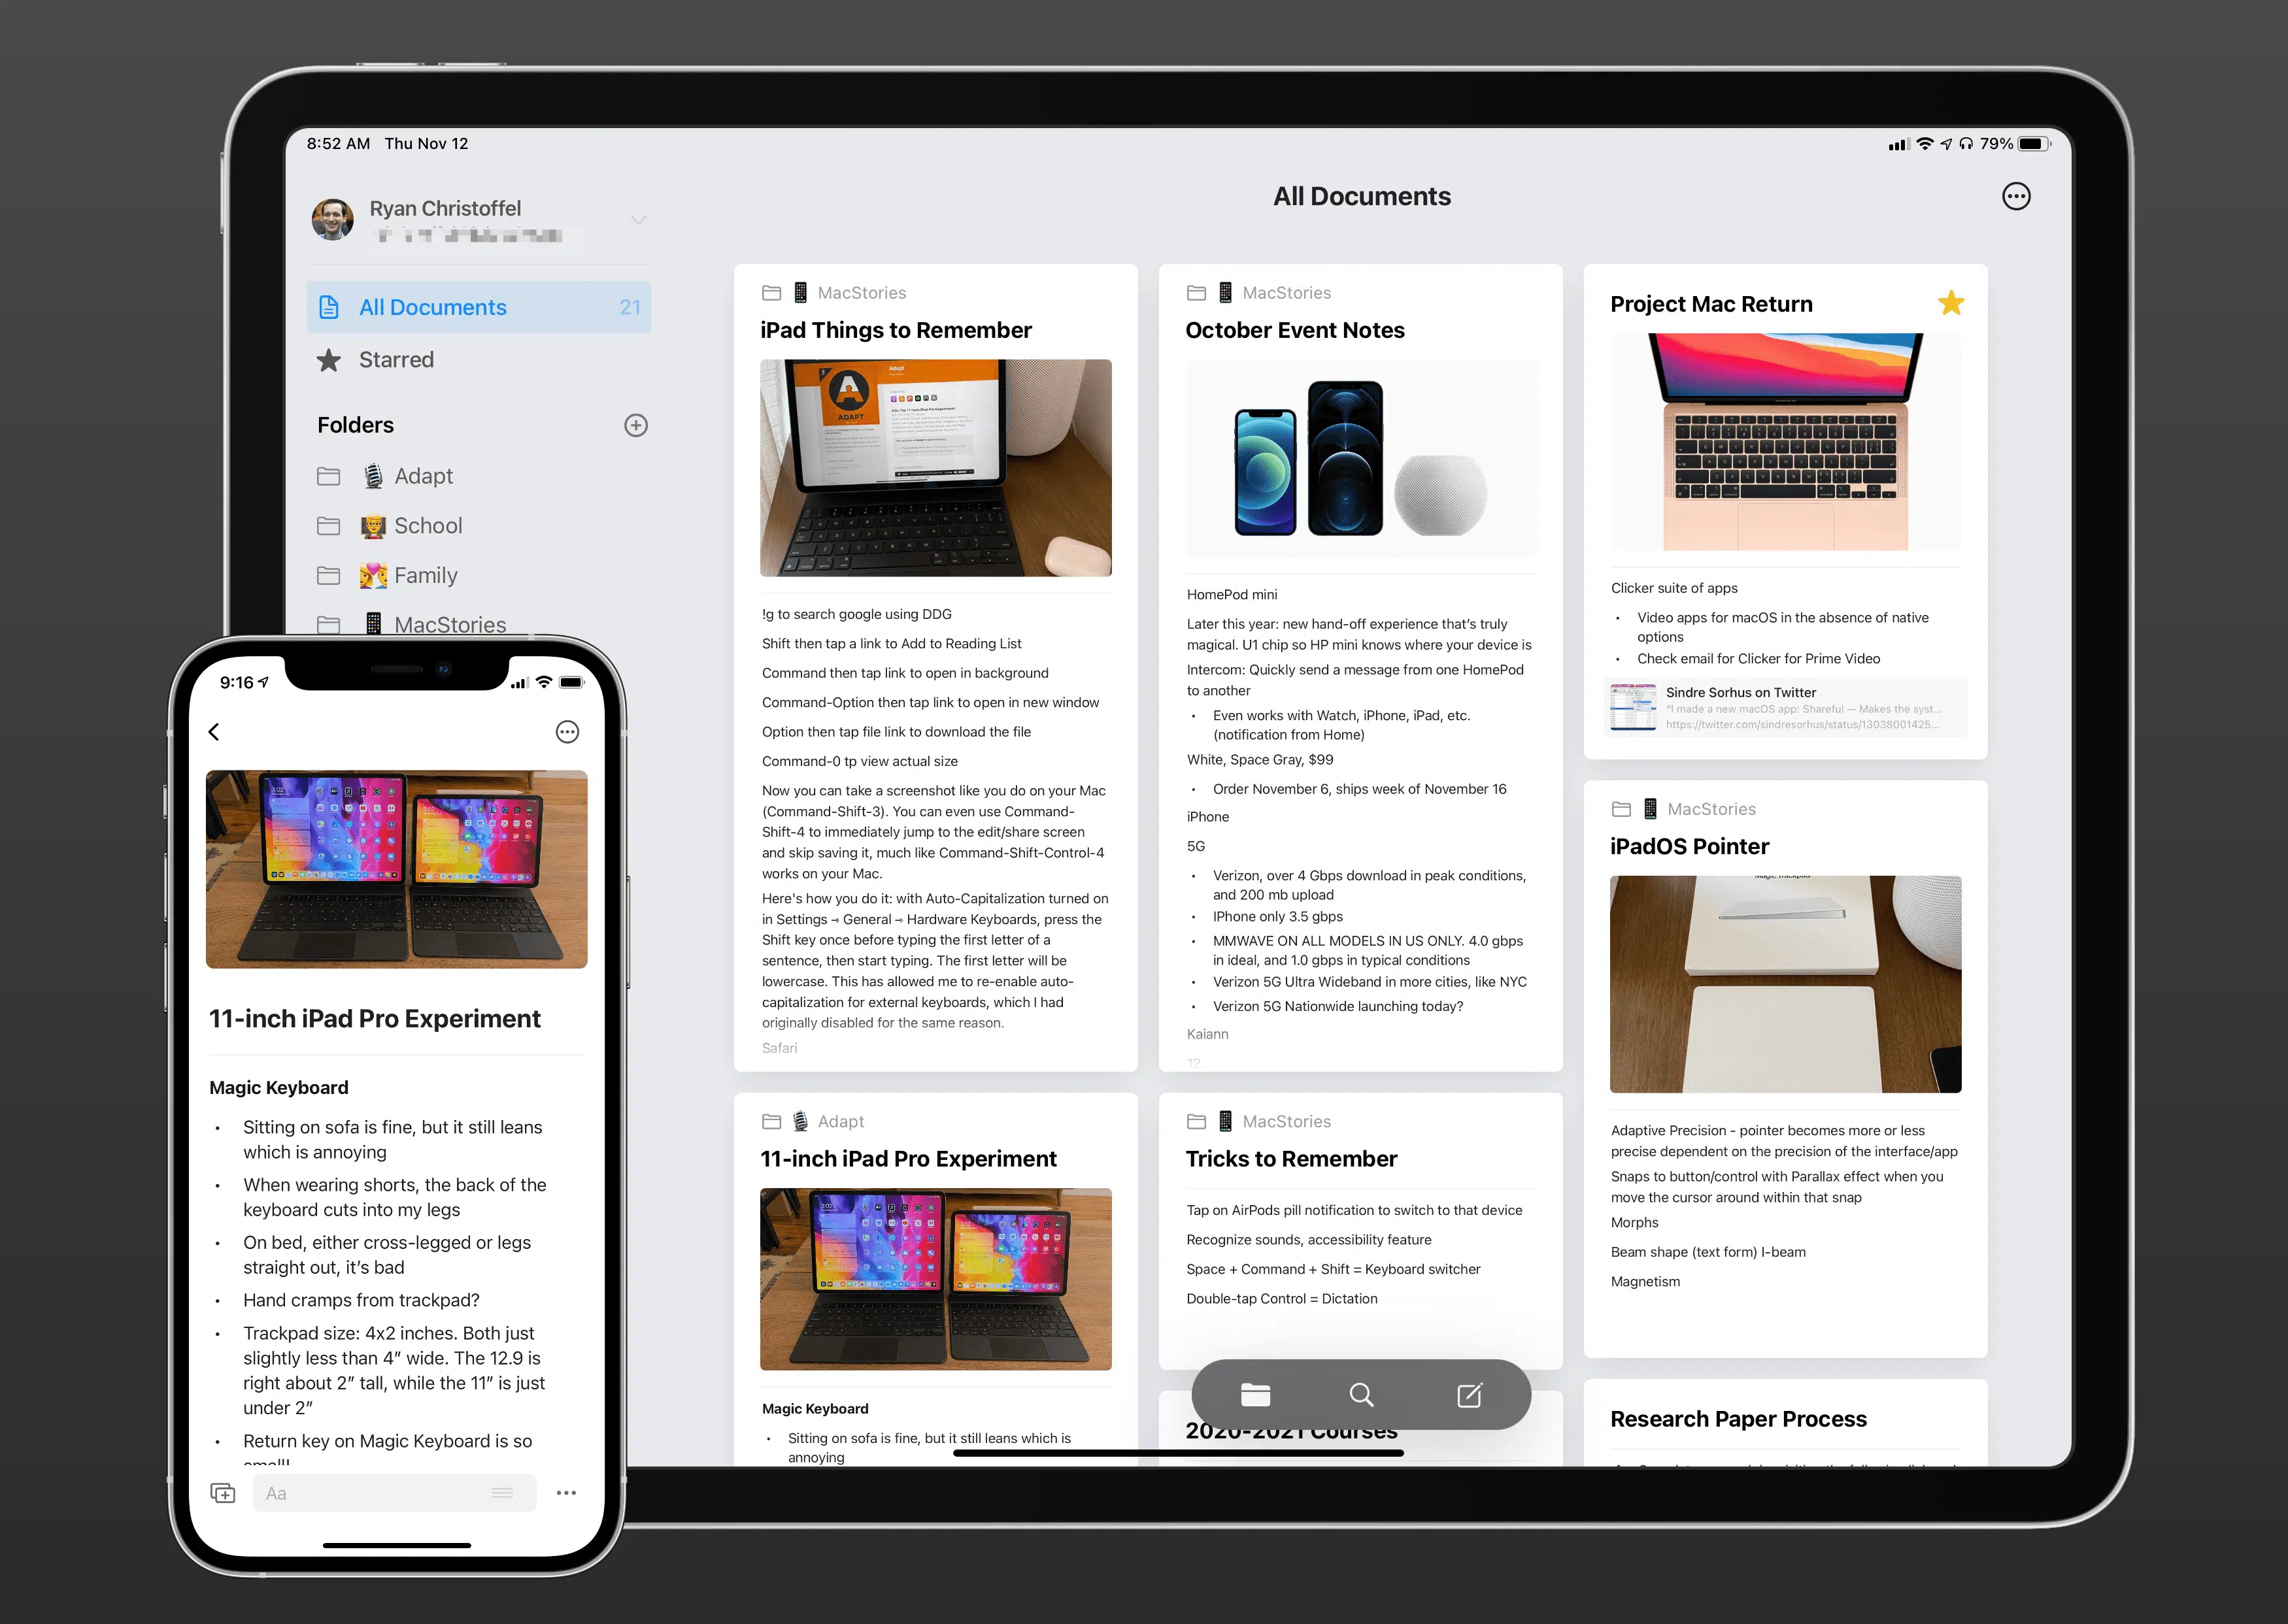 8:52 AM Thu Nov 12
79%
Ryan Christoffel
All Documents 21
Starred
Folders
Adapt
School
Family
MacStories
All Documents
MacStories
iPad Things to Remember
Adapt
ADAPT
!g to search google using DDG
Shift then tap a link to Add to Reading List
Command then tap link to open in background
Command-Option then tap link to open in new window
Option then tap file link to download the file
Command-0 tp view actual size
Now you can take a screenshot like you do on your Mac
(Command-Shift-3). You can even use Command-
Shift-4 to immediately jump to the edit/share screen
and skip saving it, much like Command-Shift-Control-4
works on your Mac.
Here's how you do it: with Auto-Capitalization turned on
in Settings → General → Hardware Keyboards, press the
Shift key once before typing the first letter of a
sentence, then start typing. The first letter will be
lowercase. This has allowed me to re-enable auto-
capitalization for external keyboards, which I had
originally disabled for the same reason.
Safari
Adapt
11-inch iPad Pro Experiment
Magic Keyboard
• Sitting on sofa is fine, but it still leans which is
annoying
MacStories
October Event Notes
HomePod mini
Later this year: new hand-off experience that's truly
magical. U1 chip so HP mini knows where your device is
Intercom: Quickly send a message from one HomePod
to another
• Even works with Watch, iPhone, iPad, etc.
(notification from Home)
White, Space Gray, $99
• Order November 6, ships week of November 16
iPhone
5G
• Verizon, over 4 Gbps download in peak conditions,
and 200 mb upload
• IPhone only 3.5 gbps
• MMWAVE ON ALL MODELS IN US ONLY. 4.0 gbps
in ideal, and 1.0 gbps in typical conditions
• Verizon 5G Ultra Wideband in more cities, like NYC
• Verizon 5G Nationwide launching today?
Kaiann
12
MacStories
Tricks to Remember
Tap on AirPods pill notification to switch to that device
Recognize sounds, accessibility feature
Space + Command + Shift = Keyboard switcher
Double-tap Control = Dictation
2020-2021 Courses
Project Mac Return
Clicker suite of apps
• Video apps for macOS in the absence of native
options
• Check email for Clicker for Prime Video
Sindre Sorhus on Twitter
"I made a new macOS app: Shareful — Makes the syst...
https://twitter.com/sindresorhus/status/13038001425...
MacStories
iPadOS Pointer
Magic Trackpad
Adaptive Precision - pointer becomes more or less
precise dependent on the precision of the interface/app
Snaps to button/control with Parallax effect when you
move the cursor around within that snap
Morphs
Beam shape (text form) I-beam
Magnetism
Research Paper Process
9:16
11-inch iPad Pro Experiment
Magic Keyboard
• Sitting on sofa is fine, but it still leans
which is annoying
• When wearing shorts, the back of the
keyboard cuts into my legs
• On bed, either cross-legged or legs
straight out, it's bad
• Hand cramps from trackpad?
• Trackpad size: 4x2 inches. Both just
slightly less than 4" wide. The 12.9 is
right about 2" tall, while the 11" is just
under 2"
• Return key on Magic Keyboard is so
small!
Aa